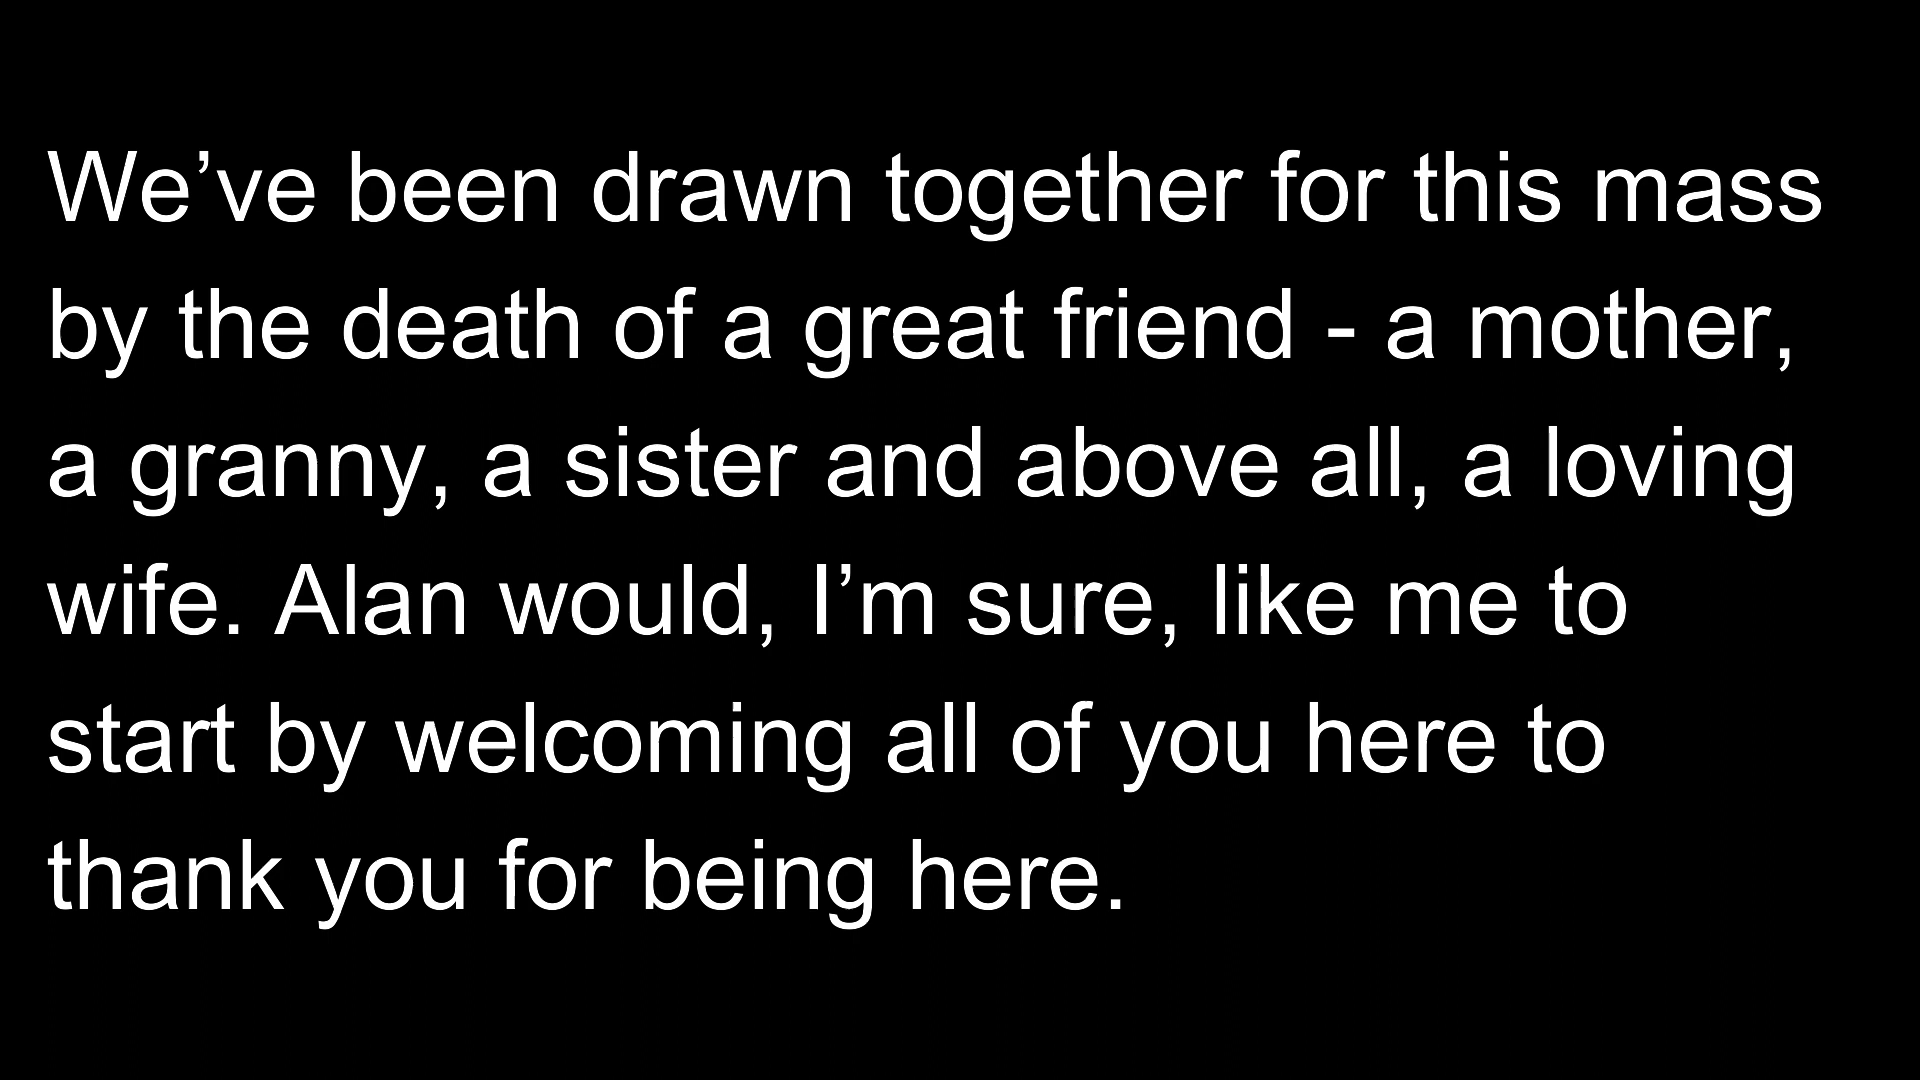 We’ve been drawn together for this mass
by the death of a great friend - a mother,
a granny, a sister and above all, a loving
wife. Alan would, I’m sure, like me to
start by welcoming all of you here to
thank you for being here.